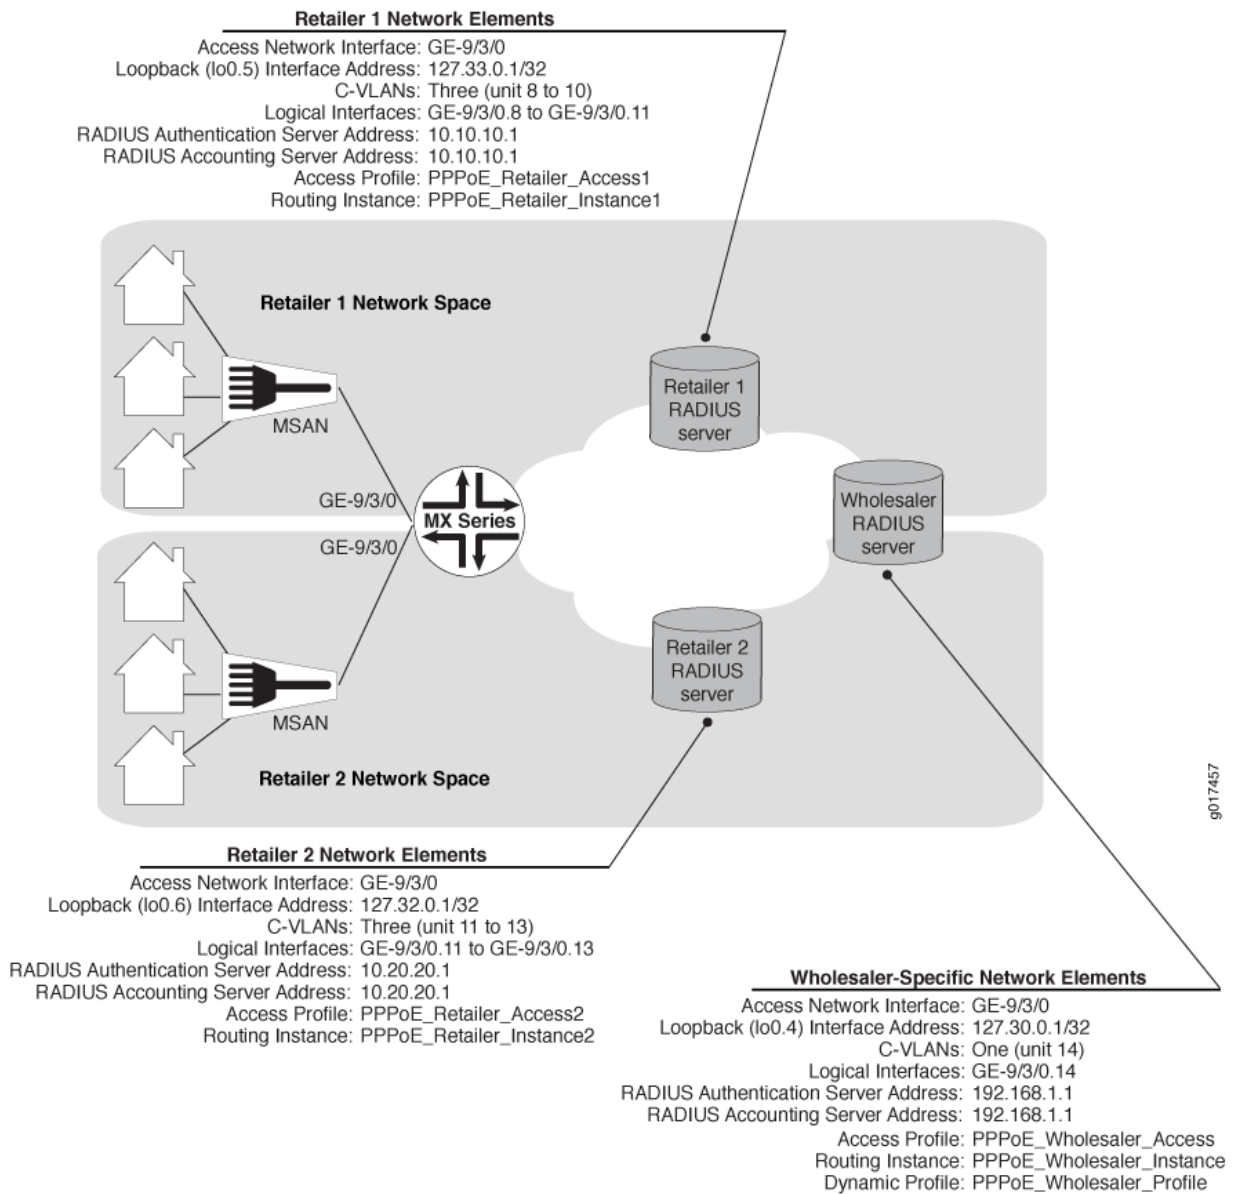 Retailer 1 Network Elements
Access Network Interface: GE-9/3/0
Loopback (lo0.5) Interface Address: 127.33.0.1/32
C-VLANs: Three (unit 8 to 10)
Logical Interfaces: GE-9/3/0.8 to GE-9/3/0.11
RADIUS Authentication Server Address: 10.10.10.1
RADIUS Accounting Server Address: 10.10.10.1
Access Profile: PPPoE_Retailer_Access1
Routing Instance: PPPoE_Retailer_Instance1
Retailer 1 Network Space
MSAN
GE-9/3/0
Retailer 1
RADIUS
server
MX Series
Wholesaler
RADIUS
server
GE-9/3/0
Retailer 2
RADIUS
server
MSAN
Retailer 2 Network Space
g017457
Retailer 2 Network Elements
Access Network Interface: GE-9/3/0
Loopback (lo0.6) Interface Address: 127.32.0.1/32
C-VLANs: Three (unit 11 to 13)
Logical Interfaces: GE-9/3/0.11 to GE-9/3/0.13
RADIUS Authentication Server Address: 10.20.20.1
RADIUS Accounting Server Address: 10.20.20.1
Access Profile: PPPoE_Retailer_Access2
Routing Instance: PPPoE_Retailer_Instance2
Wholesaler-Specific Network Elements
Access Network Interface: GE-9/3/0
Loopback (lo0.4) Interface Address: 127.30.0.1/32
C-VLANs: One (unit 14)
Logical Interfaces: GE-9/3/0.14
RADIUS Authentication Server Address: 192.168.1.1
RADIUS Accounting Server Address: 192.168.1.1
Access Profile: PPPoE_Wholesaler_Access
Routing Instance: PPPoE_Wholesaler_Instance
Dynamic Profile: PPPoE_Wholesaler_Profile